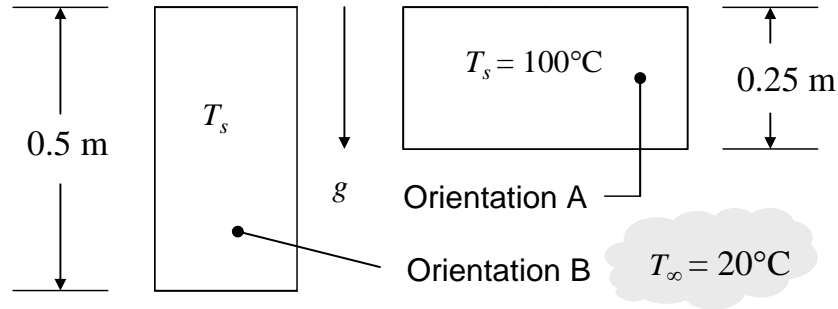 0.5 m
T_s
g
T_s = 100°C
0.25 m
Orientation A
Orientation B
T_∞ = 20°C